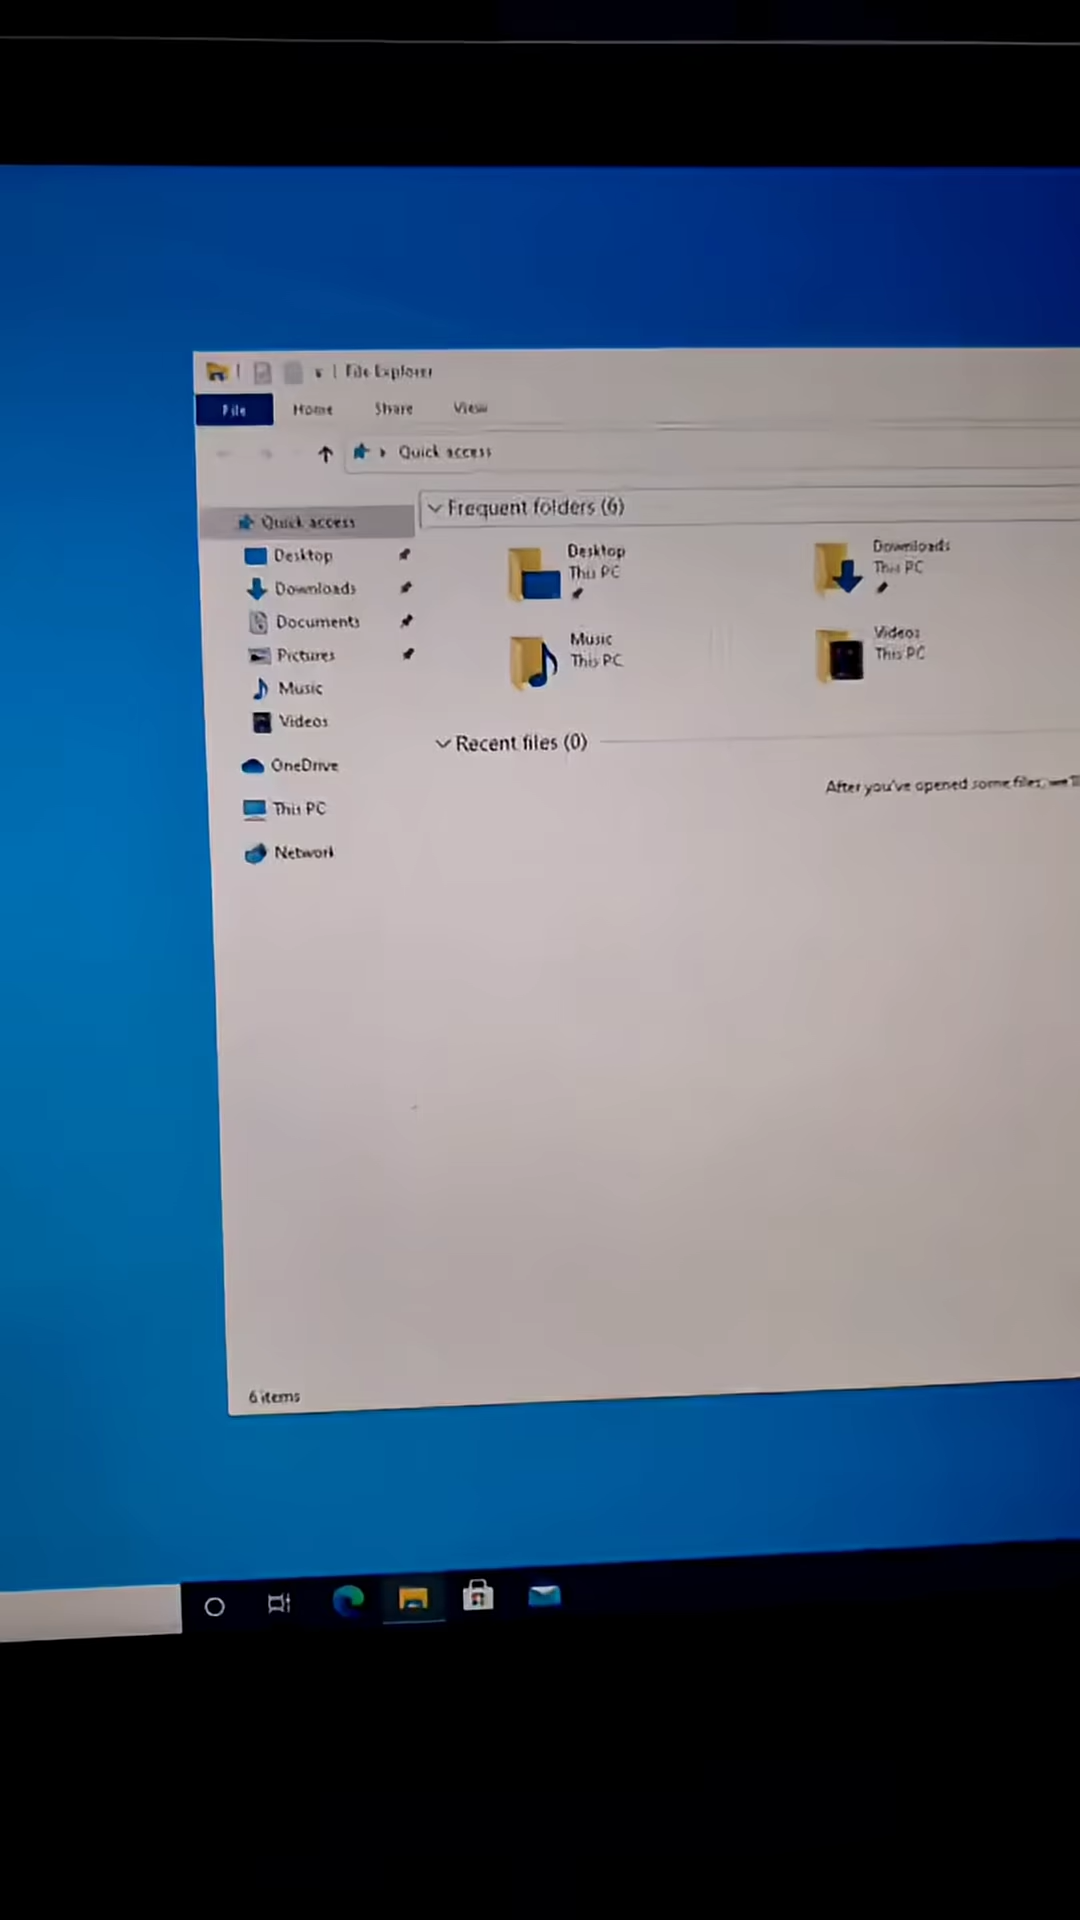 File Explorer
File Home Share View
Quick access
Quick access
Desktop
Downloads
Documents
Pictures
Music
Videos
OneDrive
This PC
Network
Frequent folders (6)
Desktop
This PC
Downloads
This PC
Music
This PC
Videos
This PC
Recent files (0)
After you've opened some files, we'll
6 items